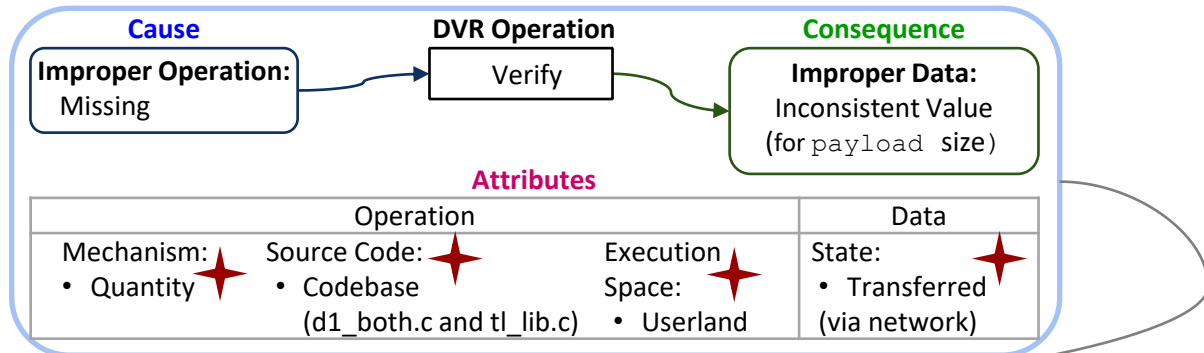 Cause
DVR Operation
Consequence
Improper Operation:
Missing
Verify
Improper Data:
Inconsistent Value
(for payload size)
Attributes
Operation
Data
Mechanism:
• Quantity
Source Code:
• Codebase
(d1_both.c and tl_lib.c)
Execution
Space:
• Userland
State:
• Transferred
(via network)